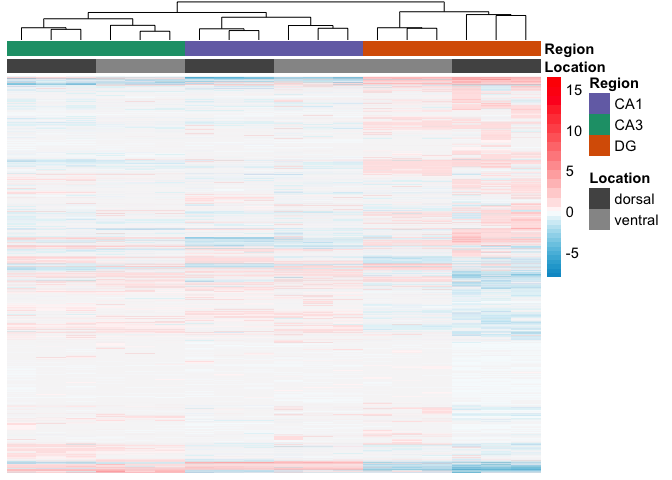 Region
Location
15
10
5
0
-5
Region
CA1
CA3
DG
Location
dorsal
ventral